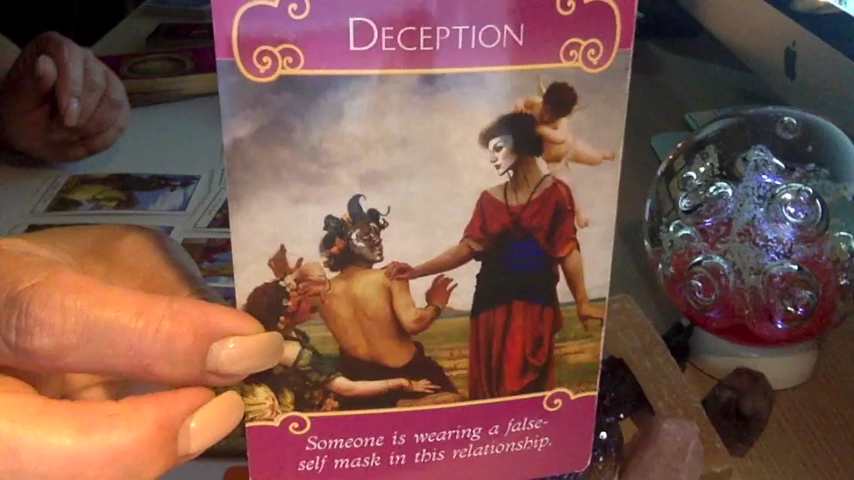 DECEPTION
Someone is wearing a false-
self mask in this relationship.